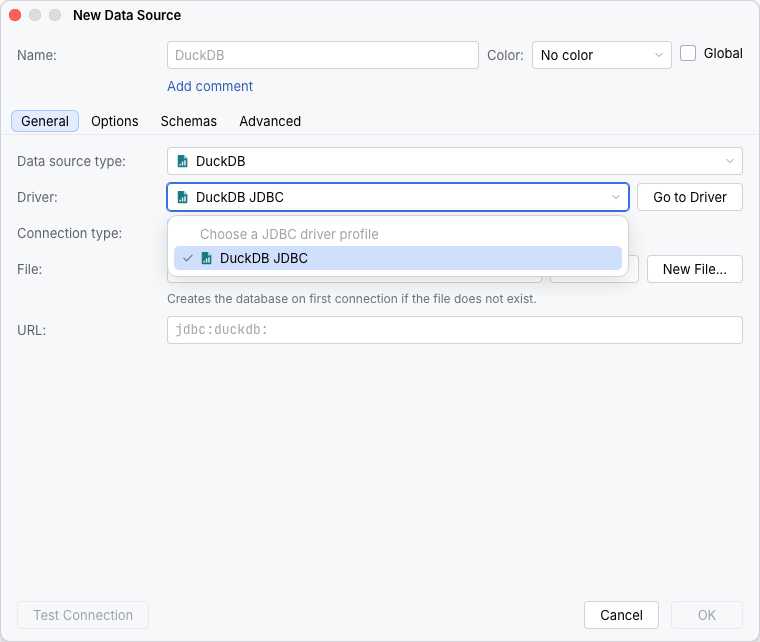 New Data Source
Name: DuckDB Color: No color Global
Add comment
General Options Schemas Advanced
Data source type: DuckDB
Driver: DuckDB JDBC Go to Driver
Connection type: Choose a JDBC driver profile
DuckDB JDBC
File: New File...
Creates the database on first connection if the file does not exist.
URL: jdbc:duckdb:
Test Connection Cancel OK